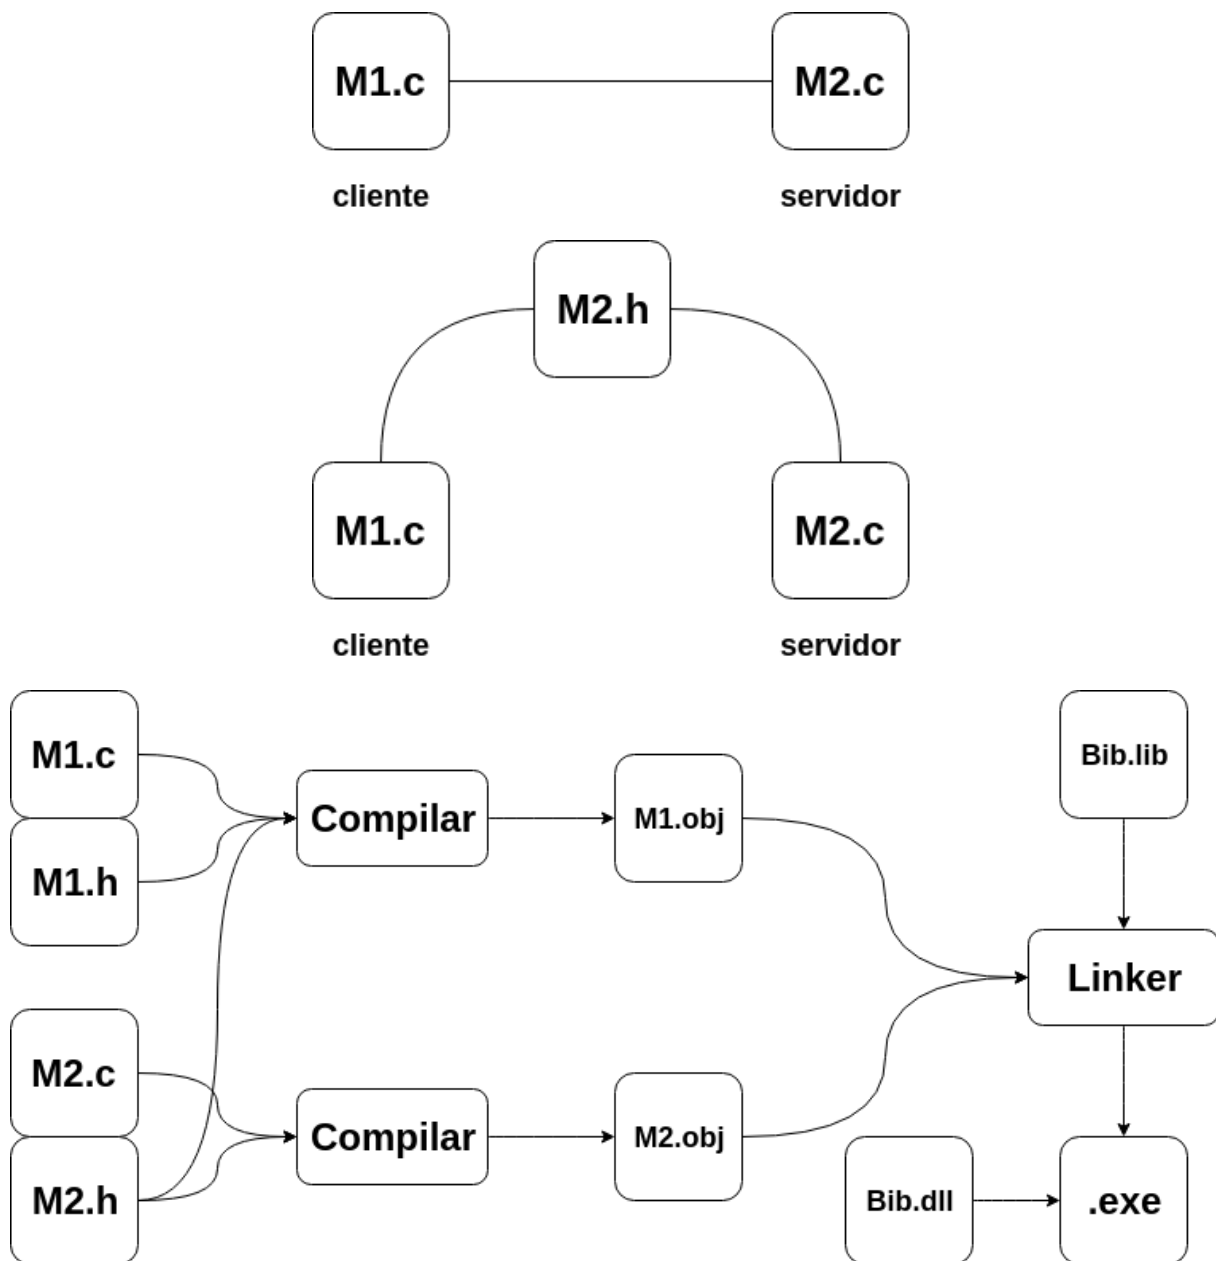 M1.c
M2.c
cliente
servidor
M2.h
M1.c
M2.c
cliente
servidor
M1.c
M1.h
Compilar
M1.obj
Bib.lib
Linker
M2.c
M2.h
Compilar
M2.obj
Bib.dll
.exe